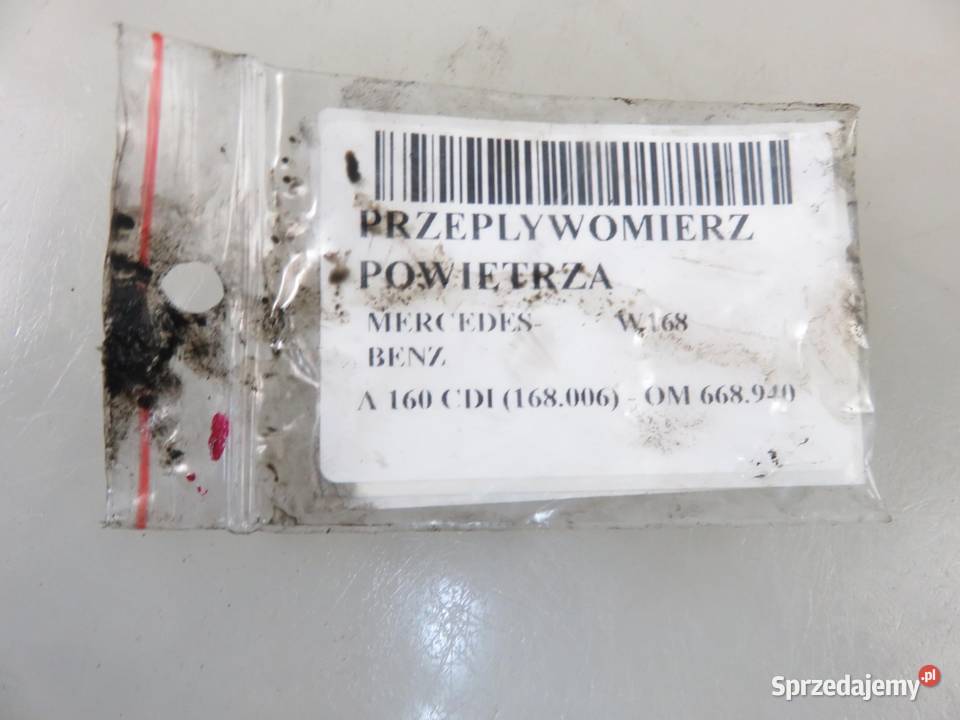 PRZEPLYWOMIERZ
POWIETRZA
MERCEDES- W168
BENZ
A 160 CDI (168.006) - OM 668.940
Sprzedajemy.pl